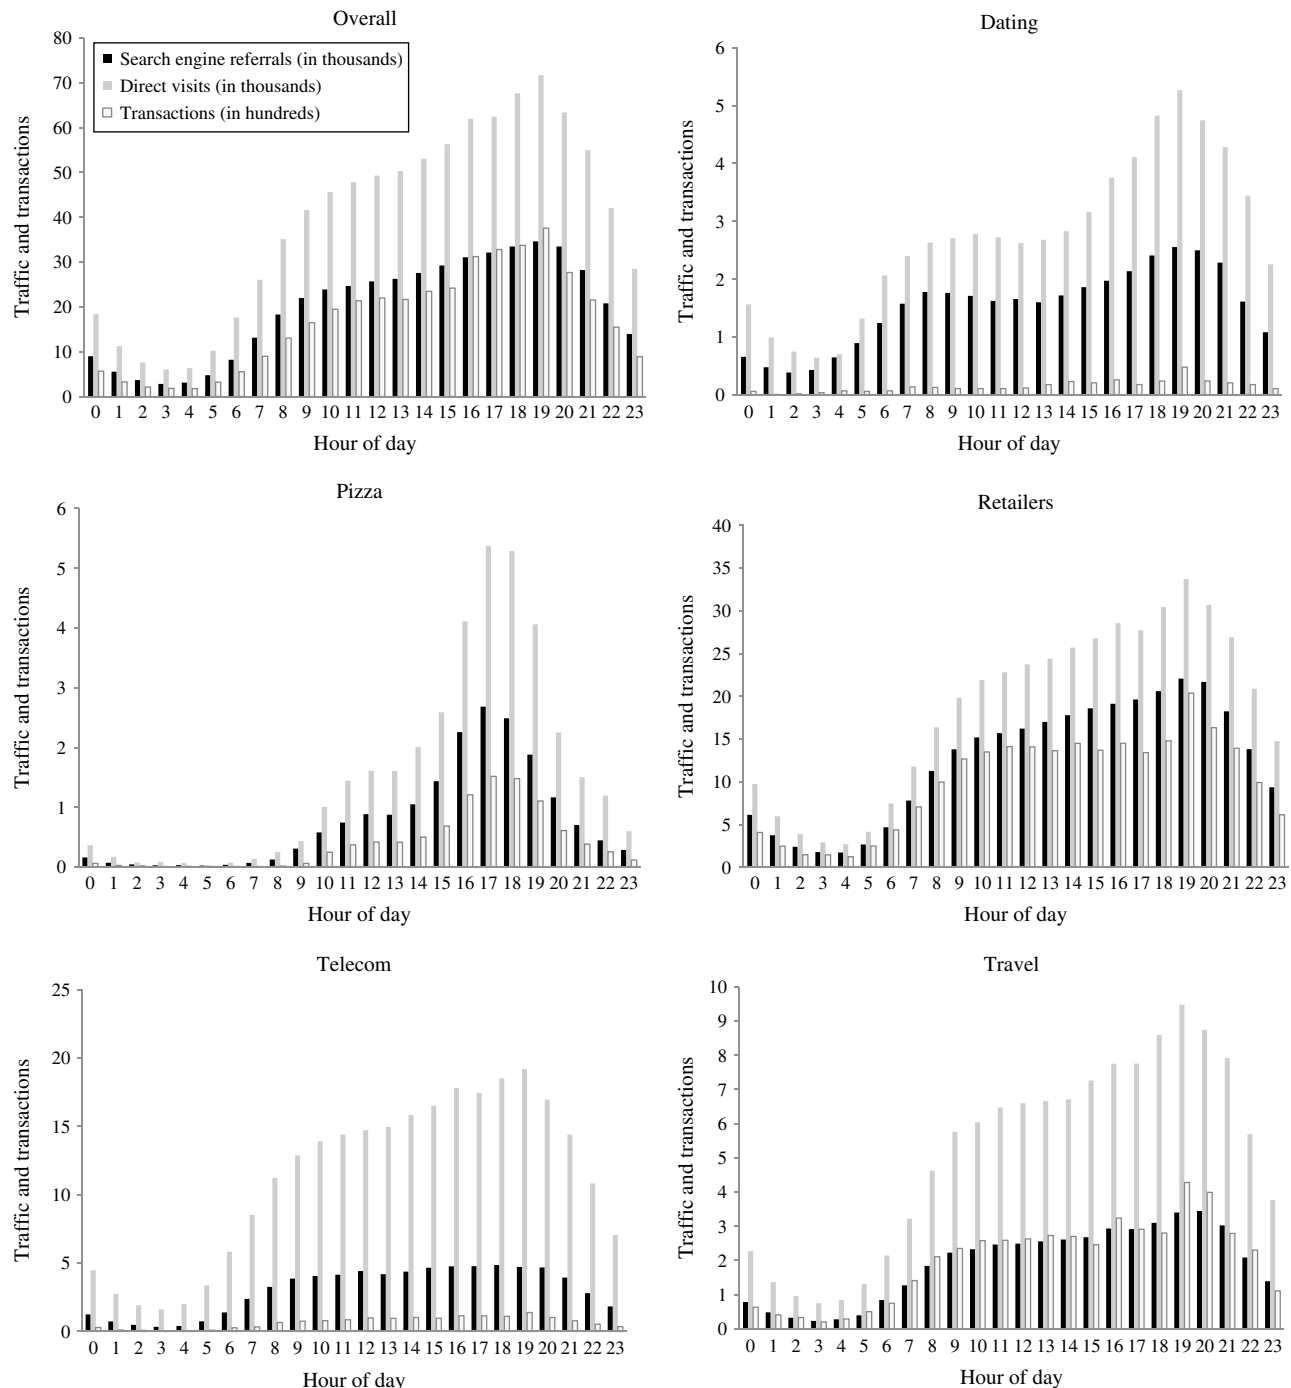 Overall
80
70
60
50
40
30
20
10
0
Traffic and transactions
Search engine referrals (in thousands)
Direct visits (in thousands)
Transactions (in hundreds)
0 1 2 3 4 5 6 7 8 9 10 11 12 13 14 15 16 17 18 19 20 21 22 23
Hour of day
Dating
6
5
4
3
2
1
0
Traffic and transactions
0 1 2 3 4 5 6 7 8 9 10 11 12 13 14 15 16 17 18 19 20 21 22 23
Hour of day
Pizza
6
5
4
3
2
1
0
Traffic and transactions
0 1 2 3 4 5 6 7 8 9 10 11 12 13 14 15 16 17 18 19 20 21 22 23
Hour of day
Retailers
40
35
30
25
20
15
10
5
0
Traffic and transactions
0 1 2 3 4 5 6 7 8 9 10 11 12 13 14 15 16 17 18 19 20 21 22 23
Hour of day
Telecom
25
20
15
10
5
0
Traffic and transactions
0 1 2 3 4 5 6 7 8 9 10 11 12 13 14 15 16 17 18 19 20 21 22 23
Hour of day
Travel
10
9
8
7
6
5
4
3
2
1
0
Traffic and transactions
0 1 2 3 4 5 6 7 8 9 10 11 12 13 14 15 16 17 18 19 20 21 22 23
Hour of day